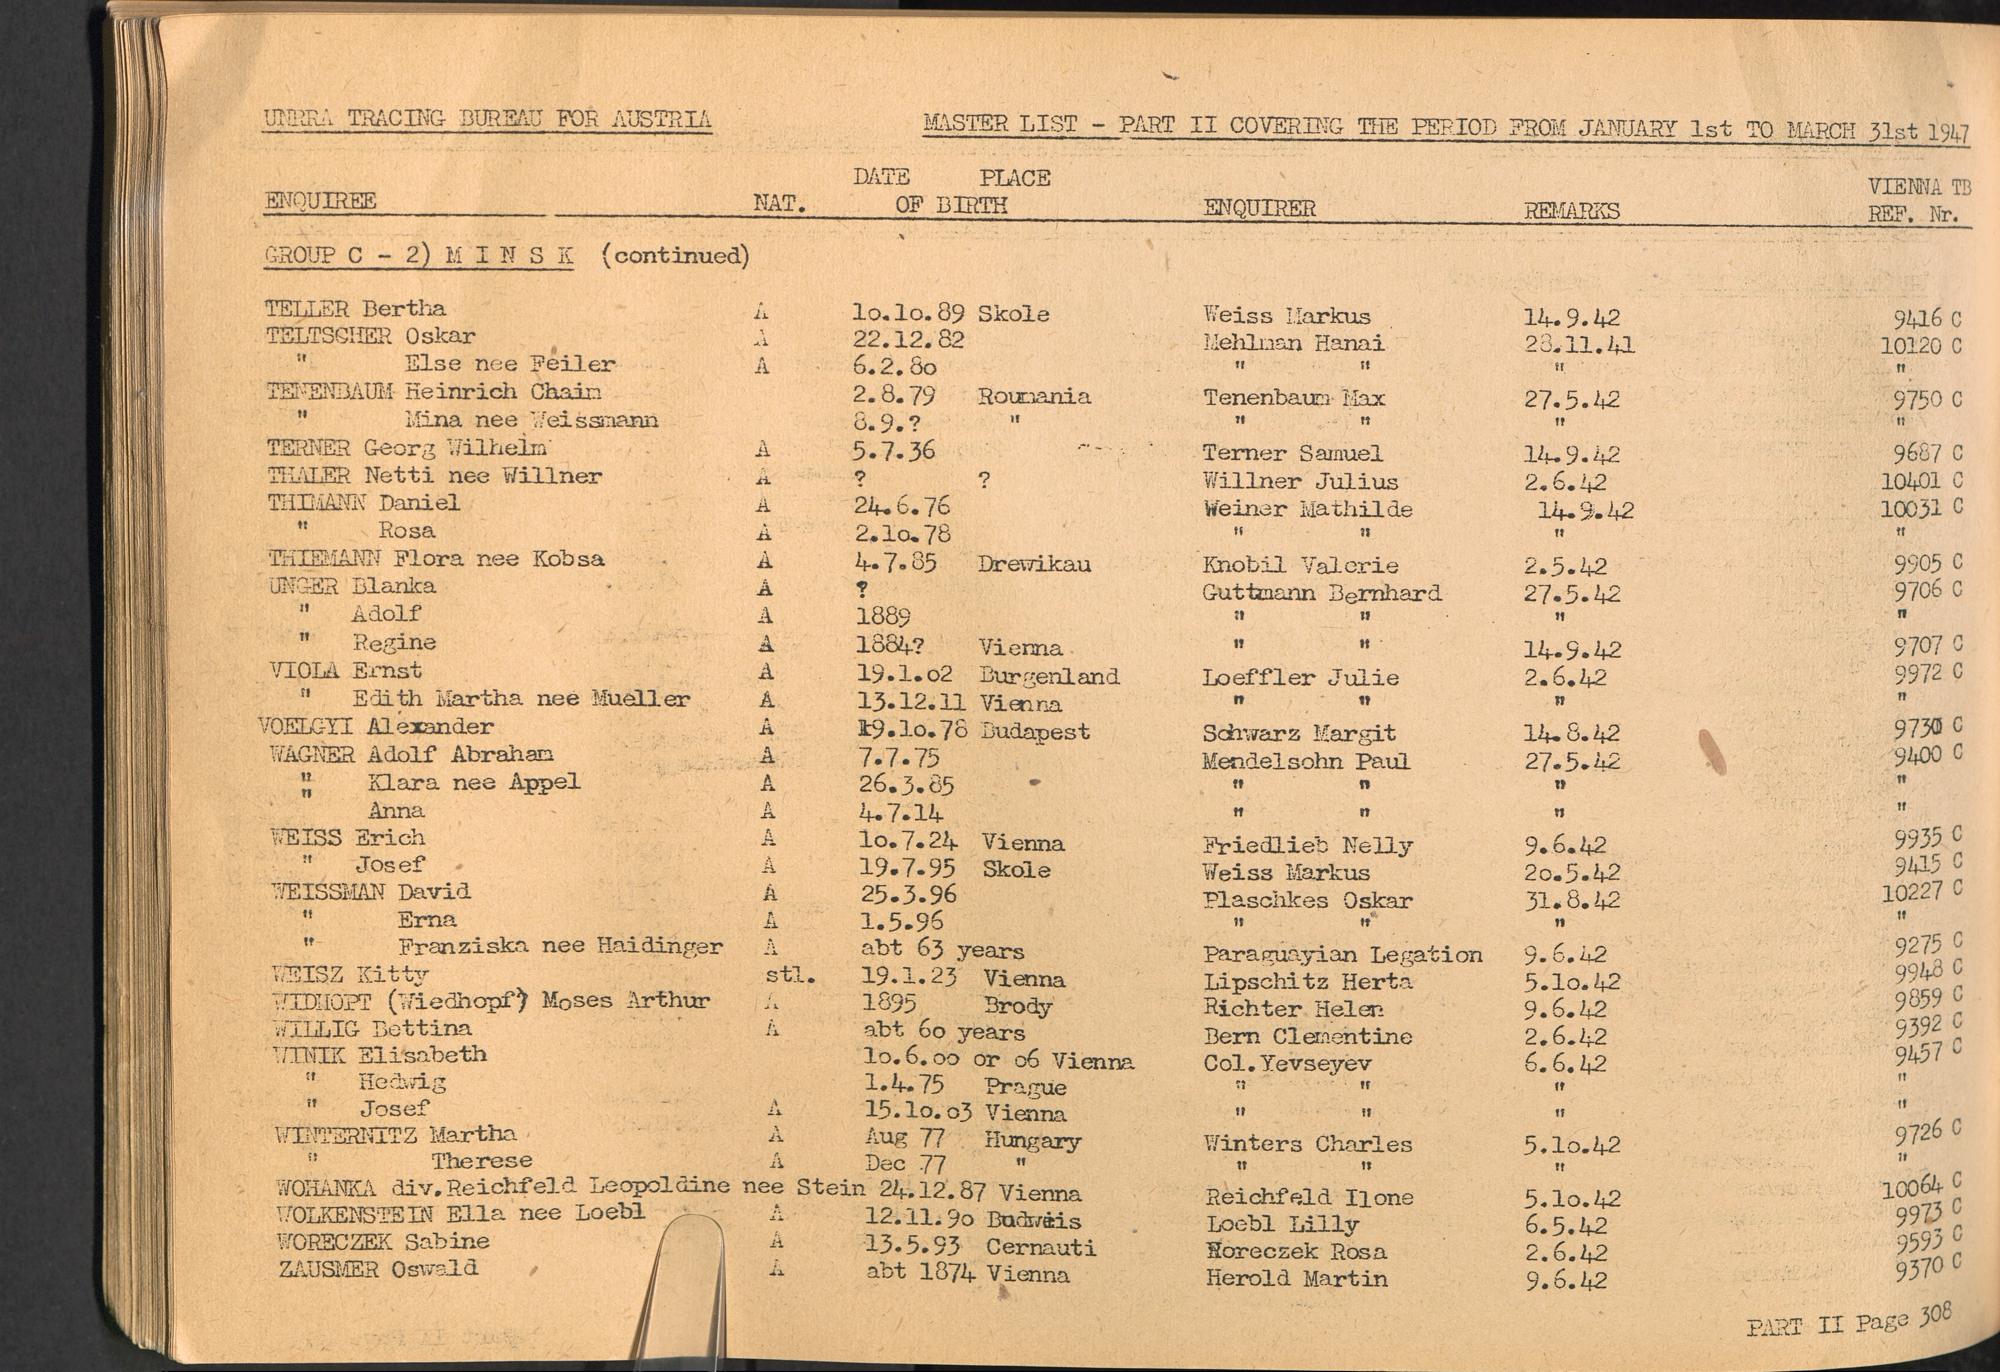 UNRRA TRACING BUREAU FOR AUSTRIA MASTER LIST - PART II COVERING THE PERIOD FROM JANUARY 1st TO MARCH 31st 1947
DATE PLACE
ENQUIREE NAT. OF BIRTH ENQUIRER REMARKS VIENNA TB REF. Nr.
GROUP C - 2) M I N S K (continued)
TELLER Bertha A 10.10.89 Skole Weiss Markus 14.9.42 9416 C
TELTSCHER Oskar A 22.12.82 Mehlman Hanai 28.11.41 10120 C
" Else nee Feiler A 6.2.80 " " " "
TENENBAUM Heinrich Chaim 2.8.79 Roumania Tenenbaum Max 27.5.42 9750 C
" Mina nee Weissmann 8.9.? " " " " "
TERNER Georg Wilhelm A 5.7.36 Terner Samuel 14.9.42 9687 C
THALER Netti nee Willner A ? ? Willner Julius 2.6.42 10401 C
THIMANN Daniel A 24.6.76 Weiner Mathilde 14.9.42 10031 C
" Rosa A 2.10.78 " " " "
THIEMANN Flora nee Kobsa A 4.7.85 Drewikau Knobil Valerie 2.5.42 9905 C
UNGER Blanka A ? Guttmann Bernhard 27.5.42 9706 C
" Adolf A 1889 " " " "
" Regine A 1884? Vienna " " 14.9.42 9707 C
VIOLA Ernst A 19.1.02 Burgenland Loeffler Julie 2.6.42 9972 C
" Edith Martha nee Mueller A 13.12.11 Vienna " " " "
VOELGYI Alexander A 19.10.78 Budapest Schwarz Margit 14.8.42 9730 C
WAGNER Adolf Abraham A 7.7.75 Mendelsohn Paul 27.5.42 9400 C
" Klara nee Appel A 26.3.85 " " " "
" Anna A 4.7.14 " " " "
WEISS Erich A 10.7.24 Vienna Friedlieb Nelly 9.6.42 9935 C
" Josef A 19.7.95 Skole Weiss Markus 20.5.42 9415 C
WEISSMAN David A 25.3.96 Plaschkes Oskar 31.8.42 10227 C
" Erna A 1.5.96 " " " "
" Franziska nee Haidinger A abt 63 years Paraguayian Legation 9.6.42 9275 C
WEISZ Kitty stl. 19.1.23 Vienna Lipschitz Herta 5.10.42 9948 C
WIDHOPT (Wiedhopf?) Moses Arthur A 1895 Brody Richter Helen 9.6.42 9859 C
WILLIG Bettina A abt 60 years Bern Clementine 2.6.42 9392 C
WINIK Elisabeth 10.6.00 or 06 Vienna Col.Yevseyev 6.6.42 9457 C
" Hedwig 1.4.75 Prague " " " "
" Josef A 15.10.03 Vienna " " " "
WINTERNITZ Martha A Aug 77 Hungary Winters Charles 5.10.42 9726 C
" Therese A Dec 77 " " " " "
WOHANKA div.Reichfeld Leopoldine nee Stein 24.12.87 Vienna Reichfeld Ilone 5.10.42 10064 C
WOLKENSTEIN Ella nee Loebl A 12.11.90 Budweis Loebl Lilly 6.5.42 9973 C
WORECZEK Sabine A 13.5.93 Cernauti Horeczek Rosa 2.6.42 9593 C
ZAUSMER Oswald A abt 1874 Vienna Herold Martin 9.6.42 9370 C
PART II Page 308